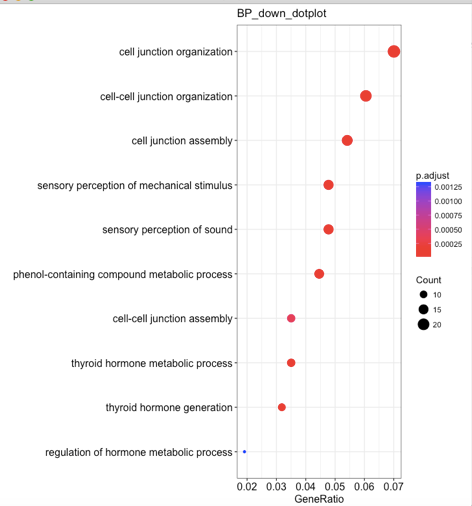 BP_down_dotplot
cell junction organization
cell-cell junction organization
cell junction assembly
sensory perception of mechanical stimulus
sensory perception of sound
phenol-containing compound metabolic process
cell-cell junction assembly
thyroid hormone metabolic process
thyroid hormone generation
regulation of hormone metabolic process
0.02 0.03 0.04 0.05 0.06 0.07
GeneRatio
p.adjust
0.00125
0.00100
0.00075
0.00050
0.00025
Count
10
15
20